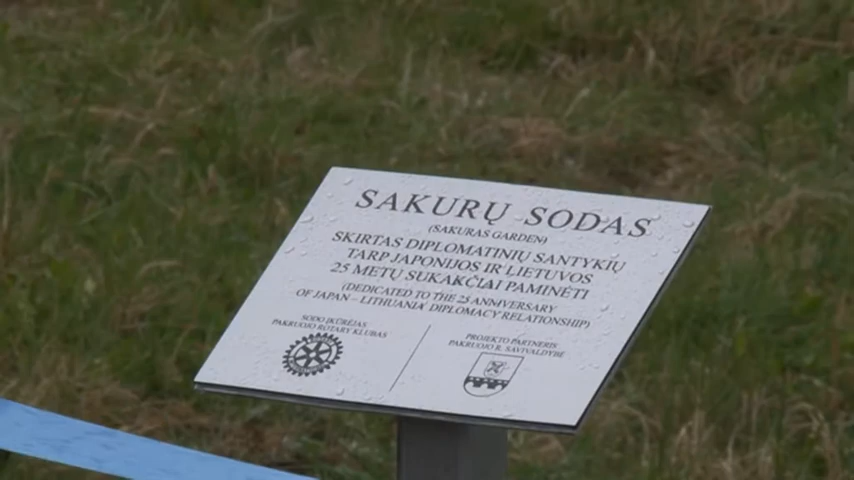 SAKURŲ SODAS
(SAKURAS GARDEN)
SKIRTAS DIPLOMATINIŲ SANTYKIŲ
TARP JAPONIJOS IR LIETUVOS
25 METŲ SUKAKČIAI PAMINĖTI
(DEDICATED TO THE 25 ANNIVERSARY
OF JAPAN – LITHUANIA DIPLOMACY RELATIONSHIP)
SODO ĮKŪRĖJAS
PAKRUOJO ROTARY KLUBAS
PROJEKTO PARTNERIS
PAKRUOJO R. SAVIVALDYBĖ